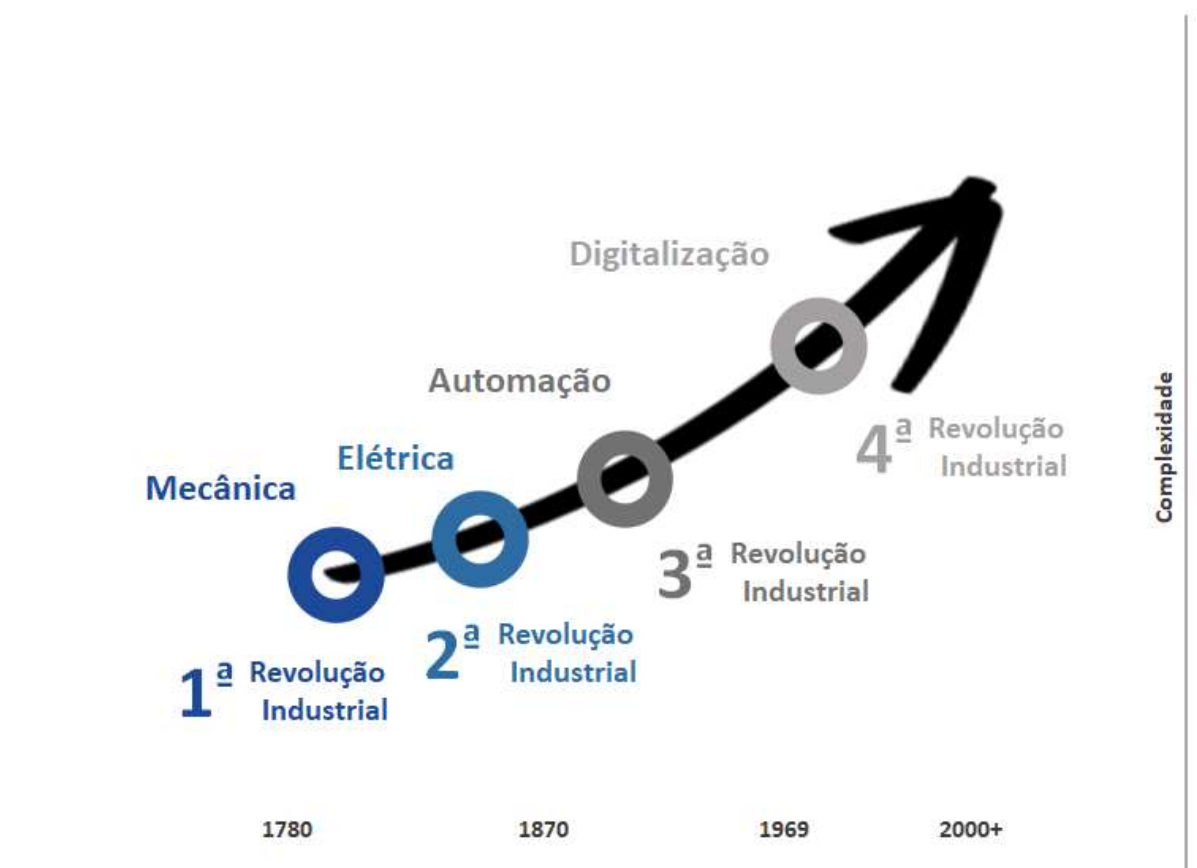 Digitalização
Automação
Elétrica
Mecânica
4ª Revolução
Industrial
3ª Revolução
Industrial
2ª Revolução
Industrial
1ª Revolução
Industrial
Complexidade
1780 1870 1969 2000+